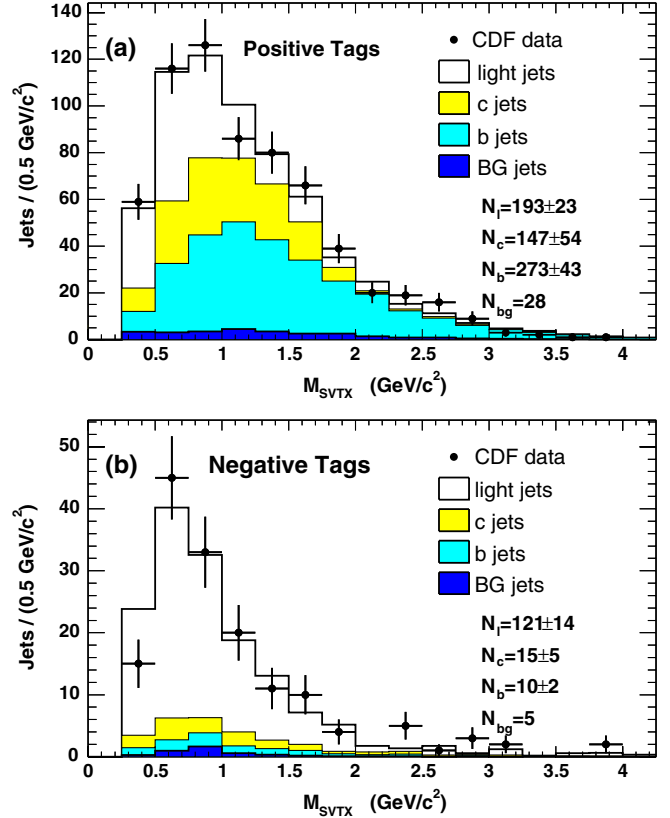 (a) Positive Tags
CDF data
light jets
c jets
b jets
BG jets
N_l=193±23
N_c=147±54
N_b=273±43
N_bg=28
Jets / (0.5 GeV/c²)
140
120
100
80
60
40
20
0
0 0.5 1 1.5 2 2.5 3 3.5 4
M_SVTX (GeV/c²)
(b) Negative Tags
CDF data
light jets
c jets
b jets
BG jets
N_l=121±14
N_c=15±5
N_b=10±2
N_bg=5
Jets / (0.5 GeV/c²)
50
40
30
20
10
0
0 0.5 1 1.5 2 2.5 3 3.5 4
M_SVTX (GeV/c²)